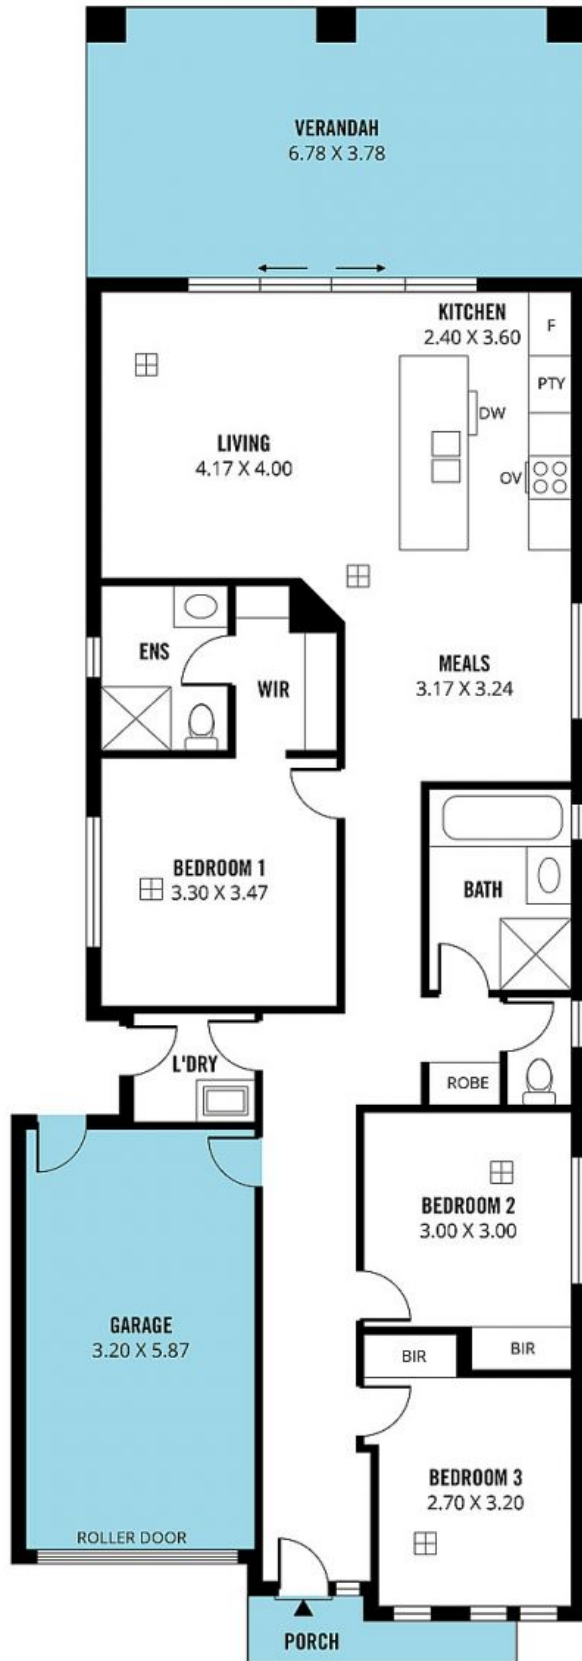 VERANDAH
6.78 X 3.78
KITCHEN
2.40 X 3.60
F
PTY
DW
LIVING
4.17 X 4.00
OV
ENS
WIR
MEALS
3.17 X 3.24
BEDROOM 1
3.30 X 3.47
BATH
L'DRY
ROBE
BEDROOM 2
3.00 X 3.00
GARAGE
3.20 X 5.87
BIR
BIR
BEDROOM 3
2.70 X 3.20
ROLLER DOOR
PORCH